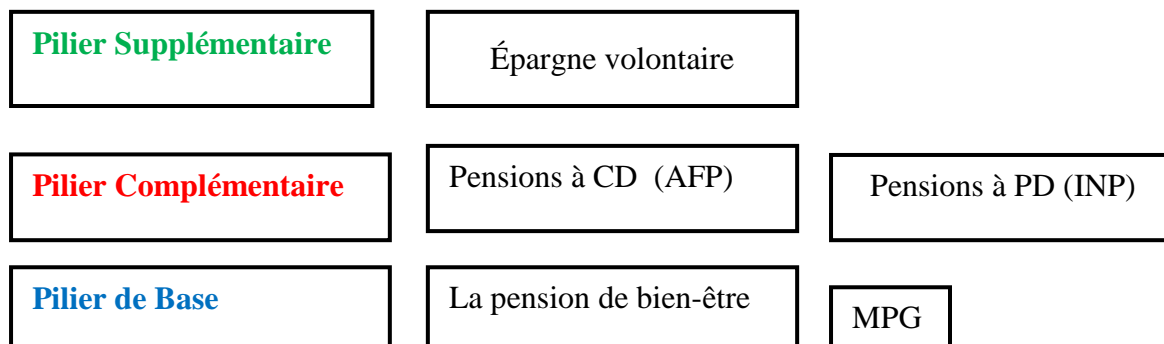 Pilier Supplémentaire
Épargne volontaire
Pilier Complémentaire
Pensions à CD (AFP)
Pensions à PD (INP)
Pilier de Base
La pension de bien-être
MPG